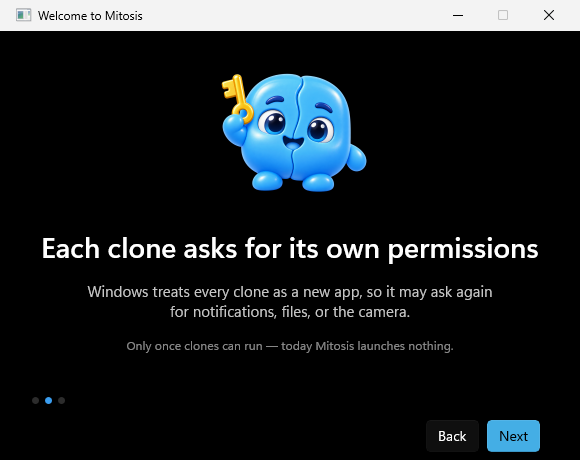 Welcome to Mitosis
Each clone asks for its own permissions
Windows treats every clone as a new app, so it may ask again
for notifications, files, or the camera.
Only once clones can run — today Mitosis launches nothing.
Back
Next